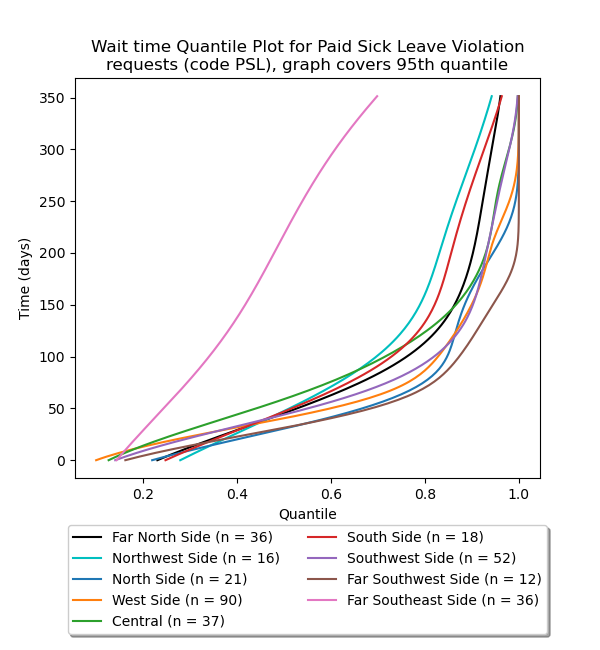 Wait time Quantile Plot for Paid Sick Leave Violation
requests (code PSL), graph covers 95th quantile
350
300
250
200
150
100
50
0
Time (days)
0.2 0.4 0.6 0.8 1.0
Quantile
Far North Side (n = 36)
Northwest Side (n = 16)
North Side (n = 21)
West Side (n = 90)
Central (n = 37)
South Side (n = 18)
Southwest Side (n = 52)
Far Southwest Side (n = 12)
Far Southeast Side (n = 36)